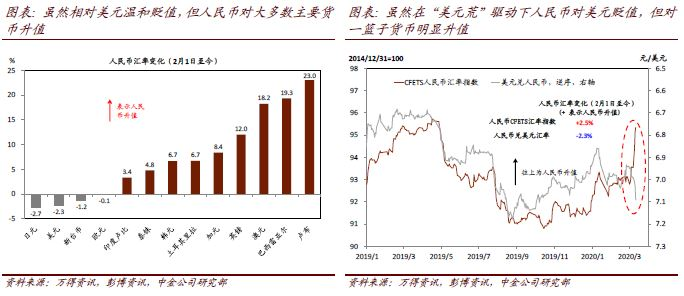 图表：虽然相对美元温和贬值，但人民币对大多数主要货
币升值
人民币汇率变化（2月1日至今）
%
25
20
15
10
5
0
-5
表示人民
币升值
-2.7
-2.3
-1.2
-0.1
3.4
4.8
6.7
6.7
8.4
12.0
18.2
19.3
23.0
日元
美元
新台币
欧元
印度卢比
泰铢
韩元
土耳其里拉
加元
英镑
澳元
巴西雷亚尔
卢布
资料来源：万得资讯，彭博资讯，中金公司研究部
图表：虽然在“美元荒”驱动下人民币对美元贬值，但对
一篮子货币明显升值
2014/12/31=100
元/美元
CFETS人民币汇率指数
美元兑人民币，逆序，右轴
人民币汇率变化（2月1日至今）
（+ 表示人民币升值）
人民币CFETS汇率指数
+2.5%
人民币兑美元汇率
-2.3%
往上为人民币升值
98
97
96
95
94
93
92
91
90
6.5
6.6
6.7
6.8
6.9
7.0
7.1
7.2
7.3
2019/1
2019/3
2019/5
2019/7
2019/9
2019/11
2020/1
2020/3
资料来源：万得资讯，彭博资讯，中金公司研究部